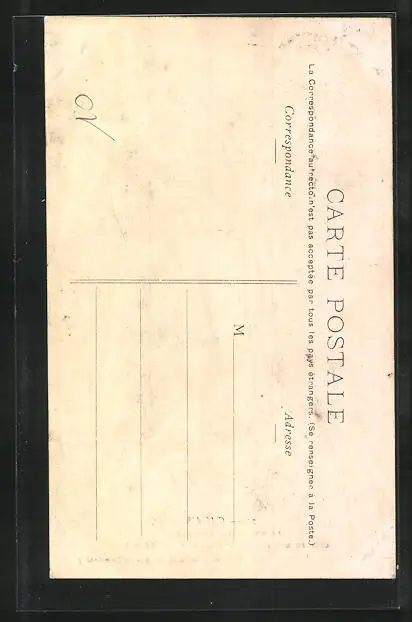 CARTE POSTALE
La Correspondance au recto n'est pas acceptée par tous les pays étrangers. (Se renseigner à la Poste.)
Correspondance
Adresse
M